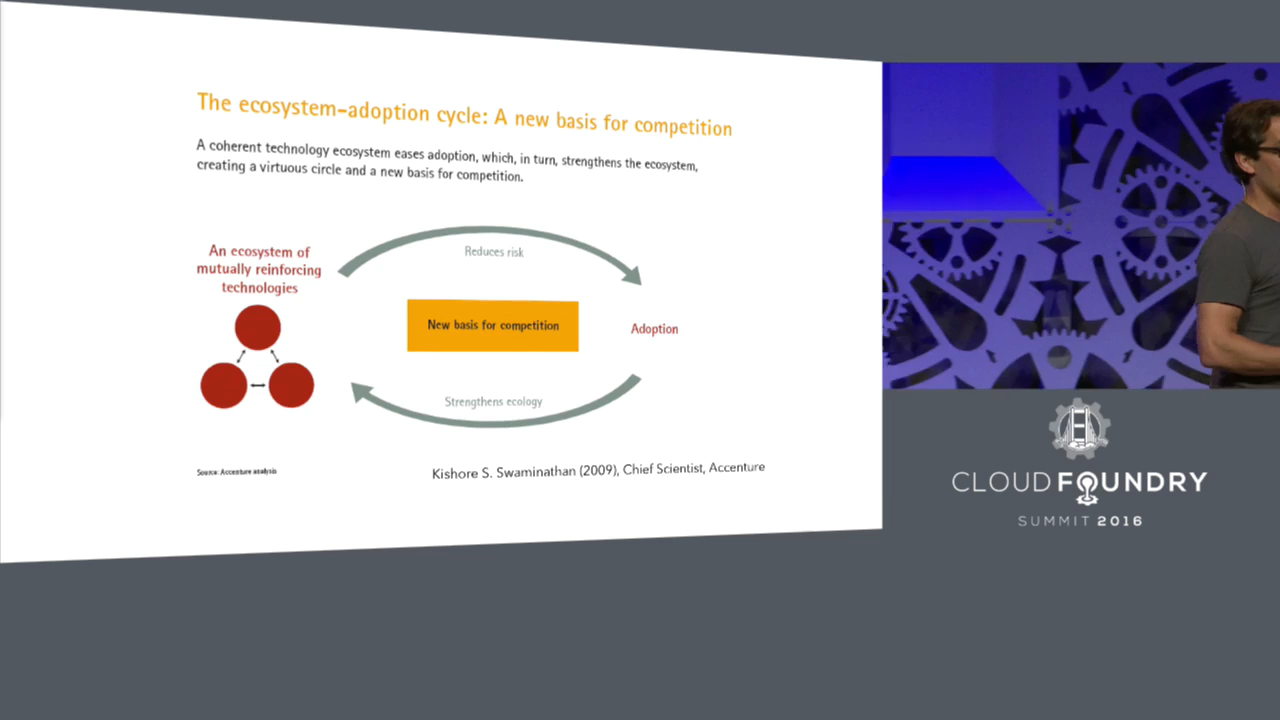 The ecosystem-adoption cycle: A new basis for competition
A coherent technology ecosystem eases adoption, which, in turn, strengthens the ecosystem,
creating a virtuous circle and a new basis for competition.
An ecosystem of
mutually reinforcing
technologies
Reduces risk
New basis for competition
Adoption
Strengthens ecology
Source: Accenture analysis
Kishore S. Swaminathan (2009), Chief Scientist, Accenture
CLOUD FOUNDRY
SUMMIT 2016